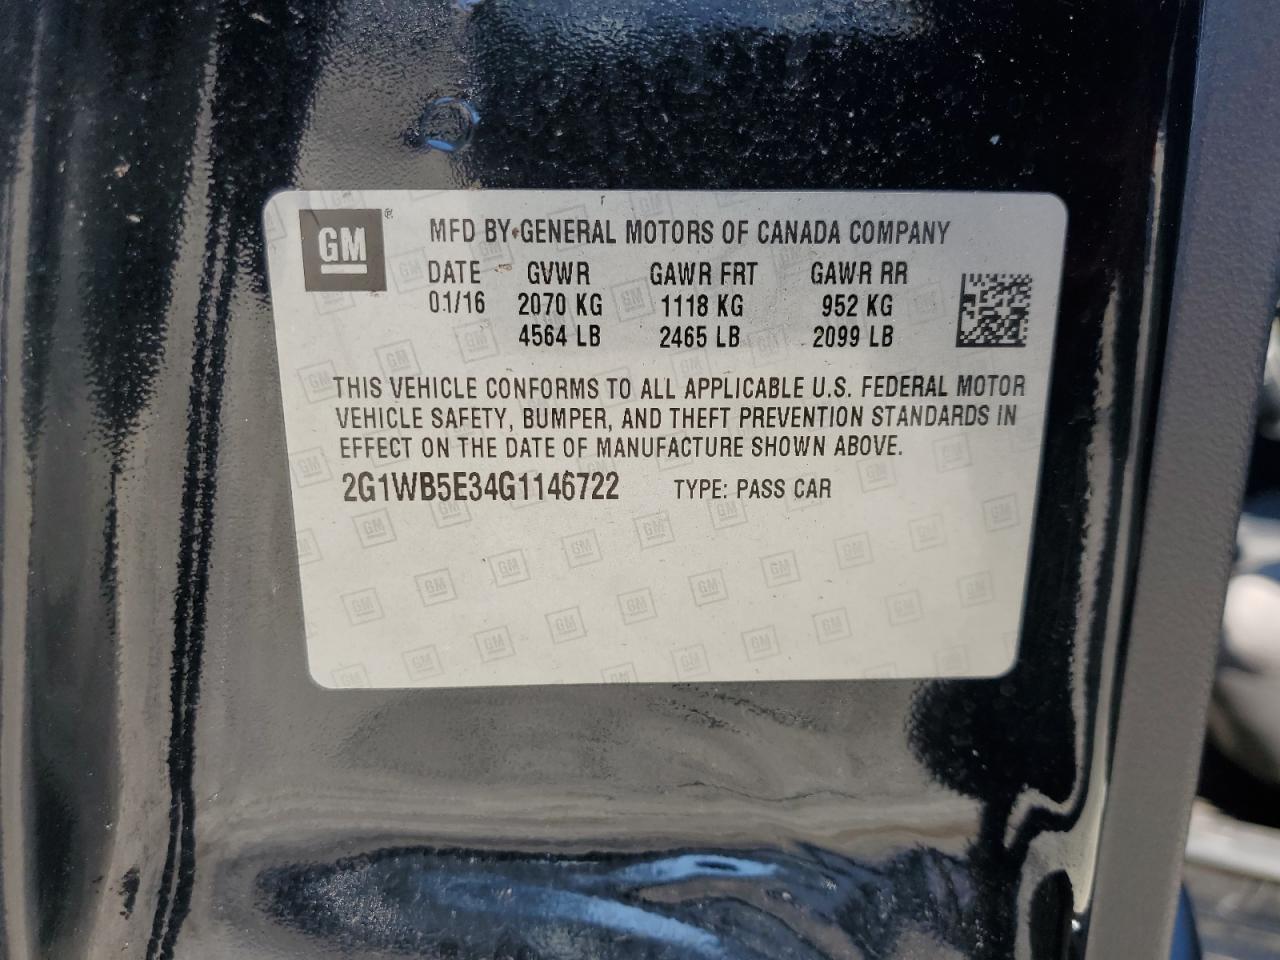 GM ® MFD BY GENERAL MOTORS OF CANADA COMPANY
DATE GVWR GAWR FRT GAWR RR
01/16 2070 KG 1118 KG 952 KG
4564 LB 2465 LB 2099 LB
THIS VEHICLE CONFORMS TO ALL APPLICABLE U.S. FEDERAL MOTOR
VEHICLE SAFETY, BUMPER, AND THEFT PREVENTION STANDARDS IN
EFFECT ON THE DATE OF MANUFACTURE SHOWN ABOVE.
2G1WB5E34G1146722 TYPE: PASS CAR